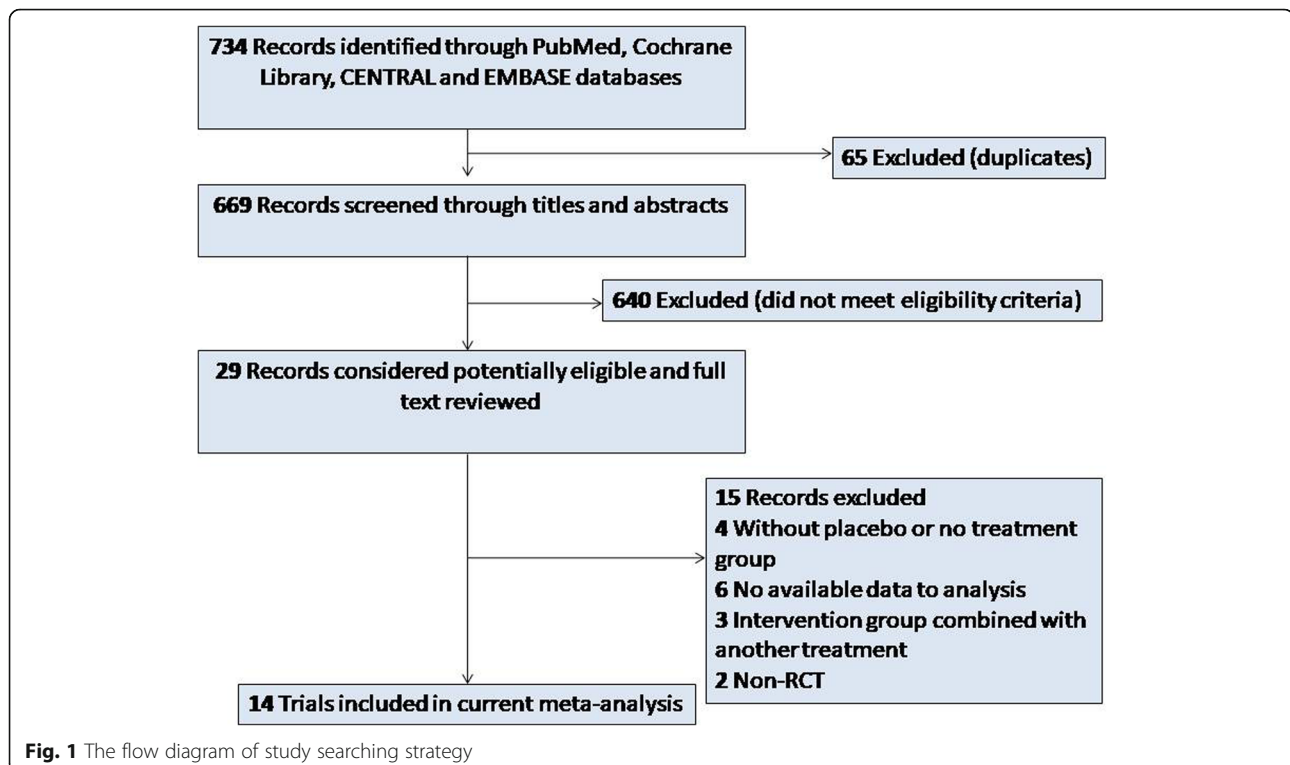 734 Records identified through PubMed, Cochrane
Library, CENTRAL and EMBASE databases
65 Excluded (duplicates)
669 Records screened through titles and abstracts
640 Excluded (did not meet eligibility criteria)
29 Records considered potentially eligible and full
text reviewed
15 Records excluded
4 Without placebo or no treatment
group
6 No available data to analysis
3 Intervention group combined with
another treatment
2 Non-RCT
14 Trials included in current meta-analysis
Fig. 1 The flow diagram of study searching strategy